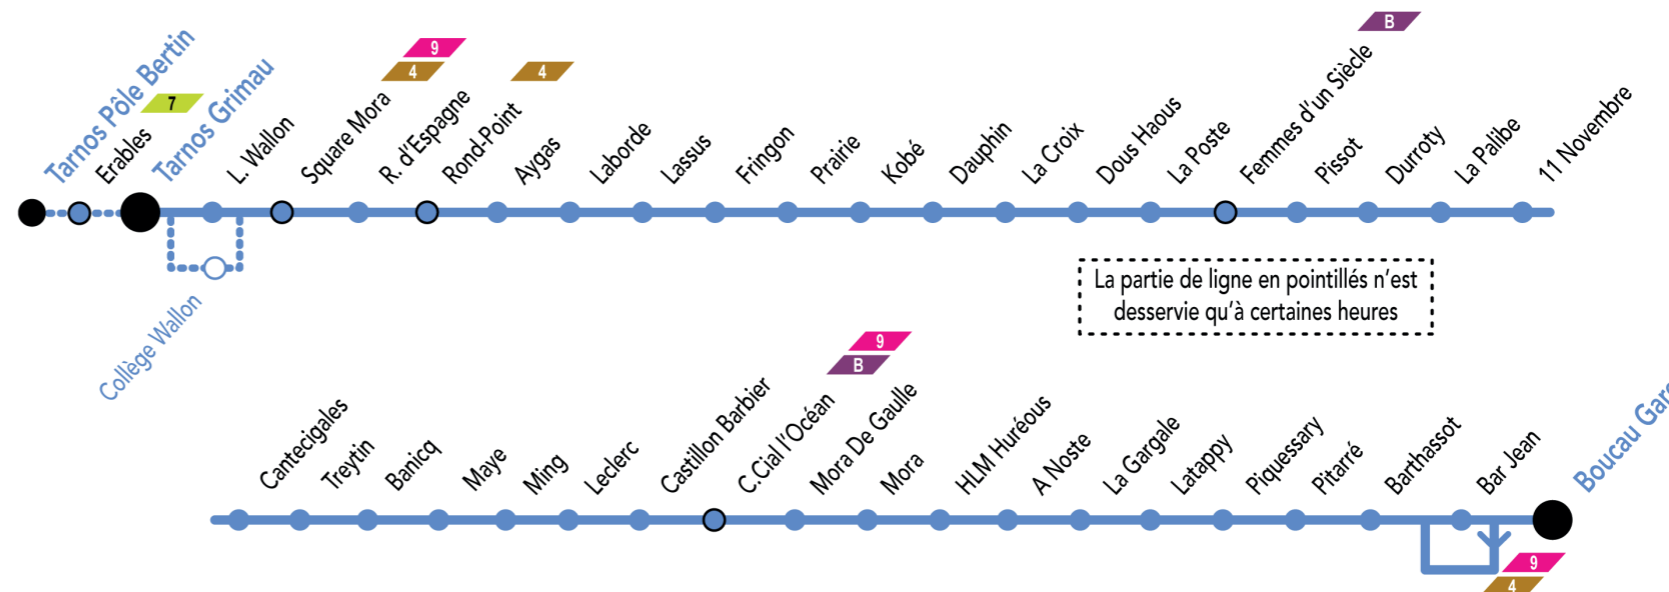 Tarnos Pôle Bertin
Erables
7
Tarnos Grimau
L. Wallon
Square Mora
9
4
R. d'Espagne
Rond-Point
4
Aygas
Laborde
Lassus
Fringon
Prairie
Kobé
Dauphin
La Croix
Dous Haous
La Poste
Femmes d'un Siècle
B
Pissot
Durroty
La Palibe
11 Novembre
Collège Wallon
La partie de ligne en pointillés n'est
desservie qu'à certaines heures
Cantecigales
Treytin
Banicq
Maye
Ming
Leclerc
Castillon Barbier
C.Cial l'Océan
9
B
Mora De Gaulle
Mora
HLM Huréous
A Noste
La Gargale
Latappy
Piquessary
Pitarré
Barthassot
Bar Jean
Boucau Gare
9
4